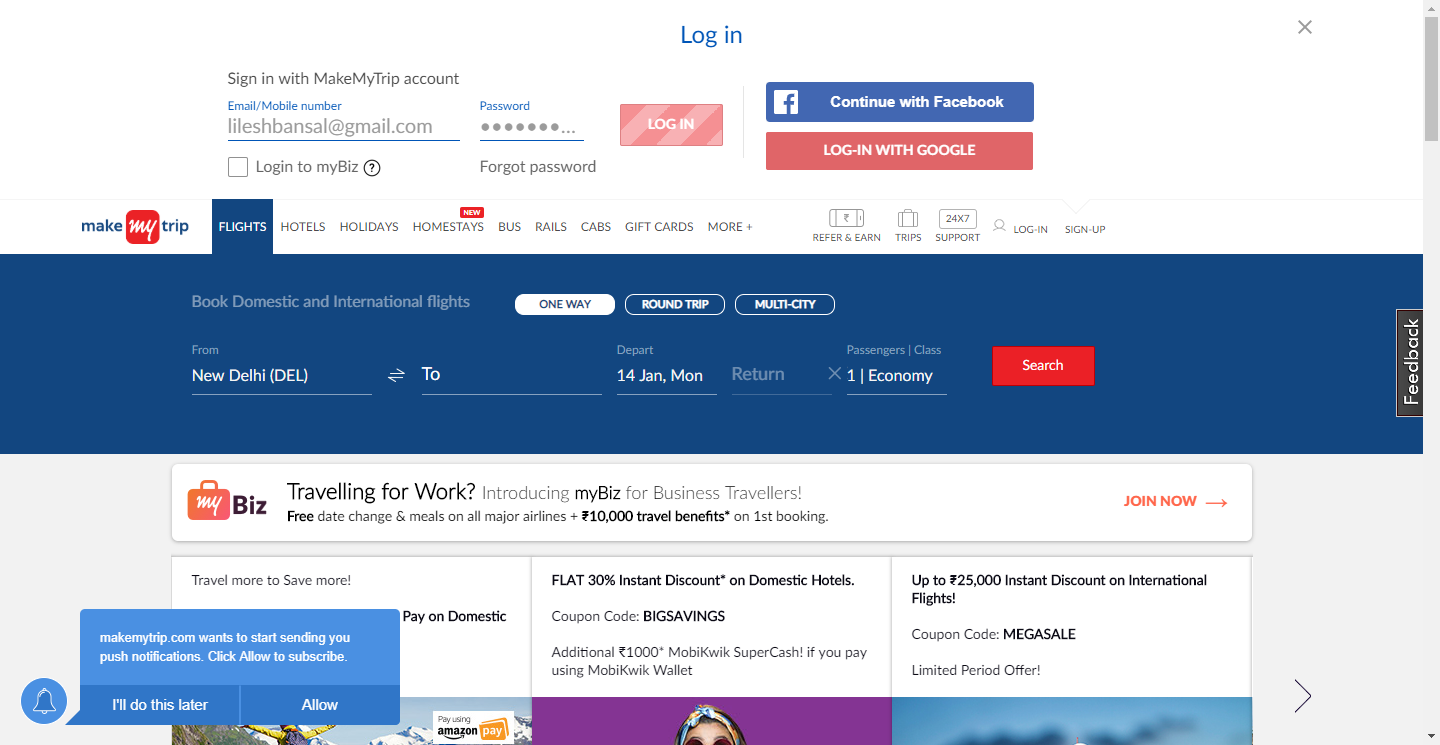 Log in
Sign in with MakeMyTrip account
Email/Mobile number
Password
lileshbansal@gmail.com
LOG IN
Login to myBiz ?
Forgot password
Continue with Facebook
LOG-IN WITH GOOGLE
make my trip
FLIGHTS
HOTELS
HOLIDAYS
NEW
HOMESTAYS
BUS
RAILS
CABS
GIFT CARDS
MORE +
REFER & EARN
TRIPS
24X7
SUPPORT
LOG-IN
SIGN-UP
Book Domestic and International flights
ONE WAY
ROUND TRIP
MULTI-CITY
From
New Delhi (DEL)
To
Depart
14 Jan, Mon
Return
Passengers | Class
1 | Economy
Search
Feedback
my Biz
Travelling for Work? Introducing myBiz for Business Travellers!
Free date change & meals on all major airlines + ₹10,000 travel benefits* on 1st booking.
JOIN NOW
Travel more to Save more!
Pay on Domestic
FLAT 30% Instant Discount* on Domestic Hotels.
Coupon Code: BIGSAVINGS
Additional ₹1000* MobiKwik SuperCash! if you pay
using MobiKwik Wallet
Up to ₹25,000 Instant Discount on International
Flights!
Coupon Code: MEGASALE
Limited Period Offer!
makemytrip.com wants to start sending you
push notifications. Click Allow to subscribe.
I'll do this later
Allow
Pay using
amazon pay